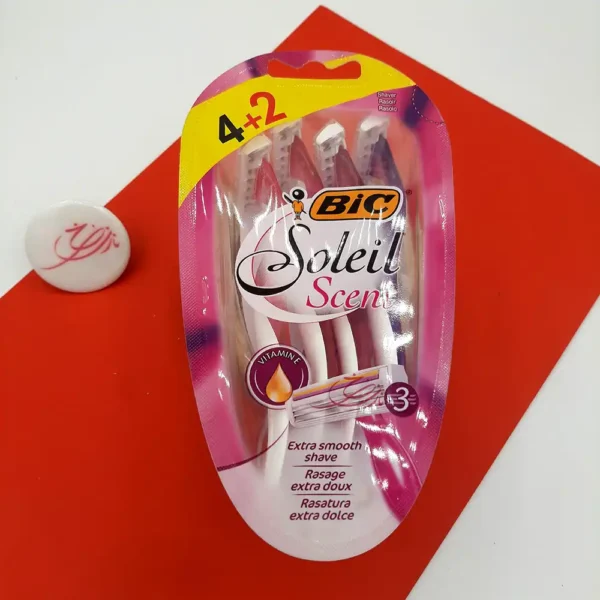 4+2
Shaver
Rasoir
Rasoio
BIC
Soleil
Scent
VITAMIN E
3
Extra smooth
shave
Rasage
extra doux
Rasatura
extra dolce